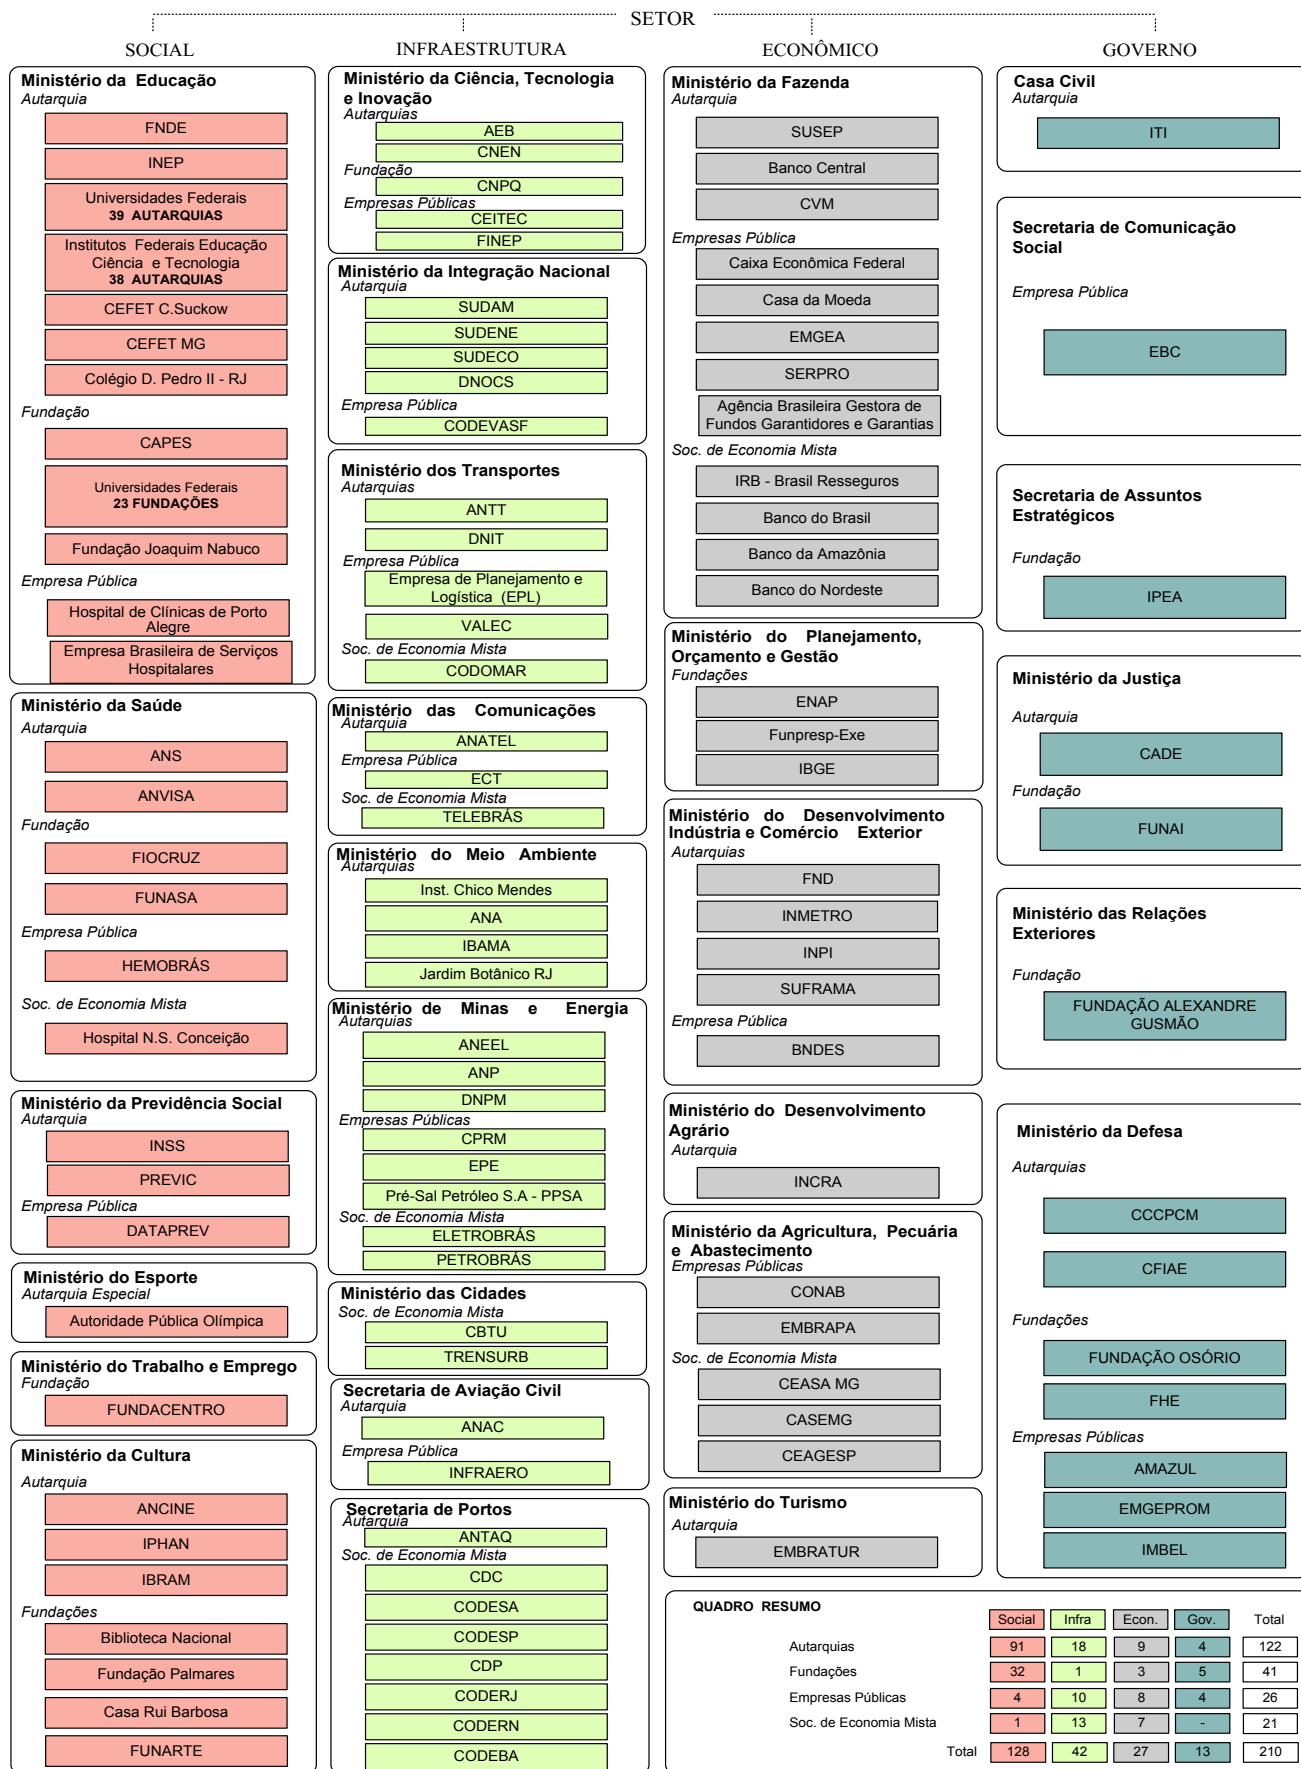 SETOR
SOCIAL
Ministério da Educação
Autarquia
FNDE
INEP
Universidades Federais
39 AUTARQUIAS
Institutos Federais Educação
Ciência e Tecnologia
38 AUTARQUIAS
CEFET C.Suckow
CEFET MG
Colégio D. Pedro II - RJ
Fundação
CAPES
Universidades Federais
23 FUNDAÇÕES
Fundação Joaquim Nabuco
Empresa Pública
Hospital de Clínicas de Porto
Alegre
Empresa Brasileira de Serviços
Hospitalares
Ministério da Saúde
Autarquia
ANS
ANVISA
Fundação
FIOCRUZ
FUNASA
Empresa Pública
HEMOBRÁS
Soc. de Economia Mista
Hospital N.S. Conceição
Ministério da Previdência Social
Autarquia
INSS
PREVIC
Empresa Pública
DATAPREV
Ministério do Esporte
Autarquia Especial
Autoridade Pública Olímpica
Ministério do Trabalho e Emprego
Fundação
FUNDACENTRO
Ministério da Cultura
Autarquia
ANCINE
IPHAN
IBRAM
Fundações
Biblioteca Nacional
Fundação Palmares
Casa Rui Barbosa
FUNARTE
INFRAESTRUTURA
Ministério da Ciência, Tecnologia
e Inovação
Autarquias
AEB
CNEN
Fundação
CNPQ
Empresas Públicas
CEITEC
FINEP
Ministério da Integração Nacional
Autarquia
SUDAM
SUDENE
SUDECO
DNOCS
Empresa Pública
CODEVASF
Ministério dos Transportes
Autarquias
ANTT
DNIT
Empresa Pública
Empresa de Planejamento e
Logística (EPL)
VALEC
Soc. de Economia Mista
CODOMAR
Ministério das Comunicações
Autarquia
ANATEL
Empresa Pública
ECT
Soc. de Economia Mista
TELEBRÁS
Ministério do Meio Ambiente
Autarquias
Inst. Chico Mendes
ANA
IBAMA
Jardim Botânico RJ
Ministério de Minas e Energia
Autarquias
ANEEL
ANP
DNPM
Empresas Públicas
CPRM
EPE
Pré-Sal Petróleo S.A - PPSA
Soc. de Economia Mista
ELETROBRÁS
PETROBRÁS
Ministério das Cidades
Soc. de Economia Mista
CBTU
TRENSURB
Secretaria de Aviação Civil
Autarquia
ANAC
Empresa Pública
INFRAERO
Secretaria de Portos
Autarquia
ANTAQ
Soc. de Economia Mista
CDC
CODESA
CODESP
CDP
CODERJ
CODERN
CODEBA
ECONÔMICO
Ministério da Fazenda
Autarquia
SUSEP
Banco Central
CVM
Empresas Pública
Caixa Econômica Federal
Casa da Moeda
EMGEA
SERPRO
Agência Brasileira Gestora de
Fundos Garantidores e Garantias
Soc. de Economia Mista
IRB - Brasil Resseguros
Banco do Brasil
Banco da Amazônia
Banco do Nordeste
Ministério do Planejamento,
Orçamento e Gestão
Fundações
ENAP
Funpresp-Exe
IBGE
Ministério do Desenvolvimento
Indústria e Comércio Exterior
Autarquias
FND
INMETRO
INPI
SUFRAMA
Empresa Pública
BNDES
Ministério do Desenvolvimento
Agrário
Autarquia
INCRA
Ministério da Agricultura, Pecuária
e Abastecimento
Empresas Públicas
CONAB
EMBRAPA
Soc. de Economia Mista
CEASA MG
CASEMG
CEAGESP
Ministério do Turismo
Autarquia
EMBRATUR
GOVERNO
Casa Civil
Autarquia
ITI
Secretaria de Comunicação
Social
Empresa Pública
EBC
Secretaria de Assuntos
Estratégicos
Fundação
IPEA
Ministério da Justiça
Autarquia
CADE
Fundação
FUNAI
Ministério das Relações
Exteriores
Fundação
FUNDAÇÃO ALEXANDRE
GUSMÃO
Ministério da Defesa
Autarquias
CCCPCM
CFIAE
Fundações
FUNDAÇÃO OSÓRIO
FHE
Empresas Públicas
AMAZUL
EMGEPROM
IMBEL
QUADRO RESUMO
Social Infra Econ. Gov. Total
Autarquias 91 18 9 4 122
Fundações 32 1 3 5 41
Empresas Públicas 4 10 8 4 26
Soc. de Economia Mista 1 13 7 - 21
Total 128 42 27 13 210